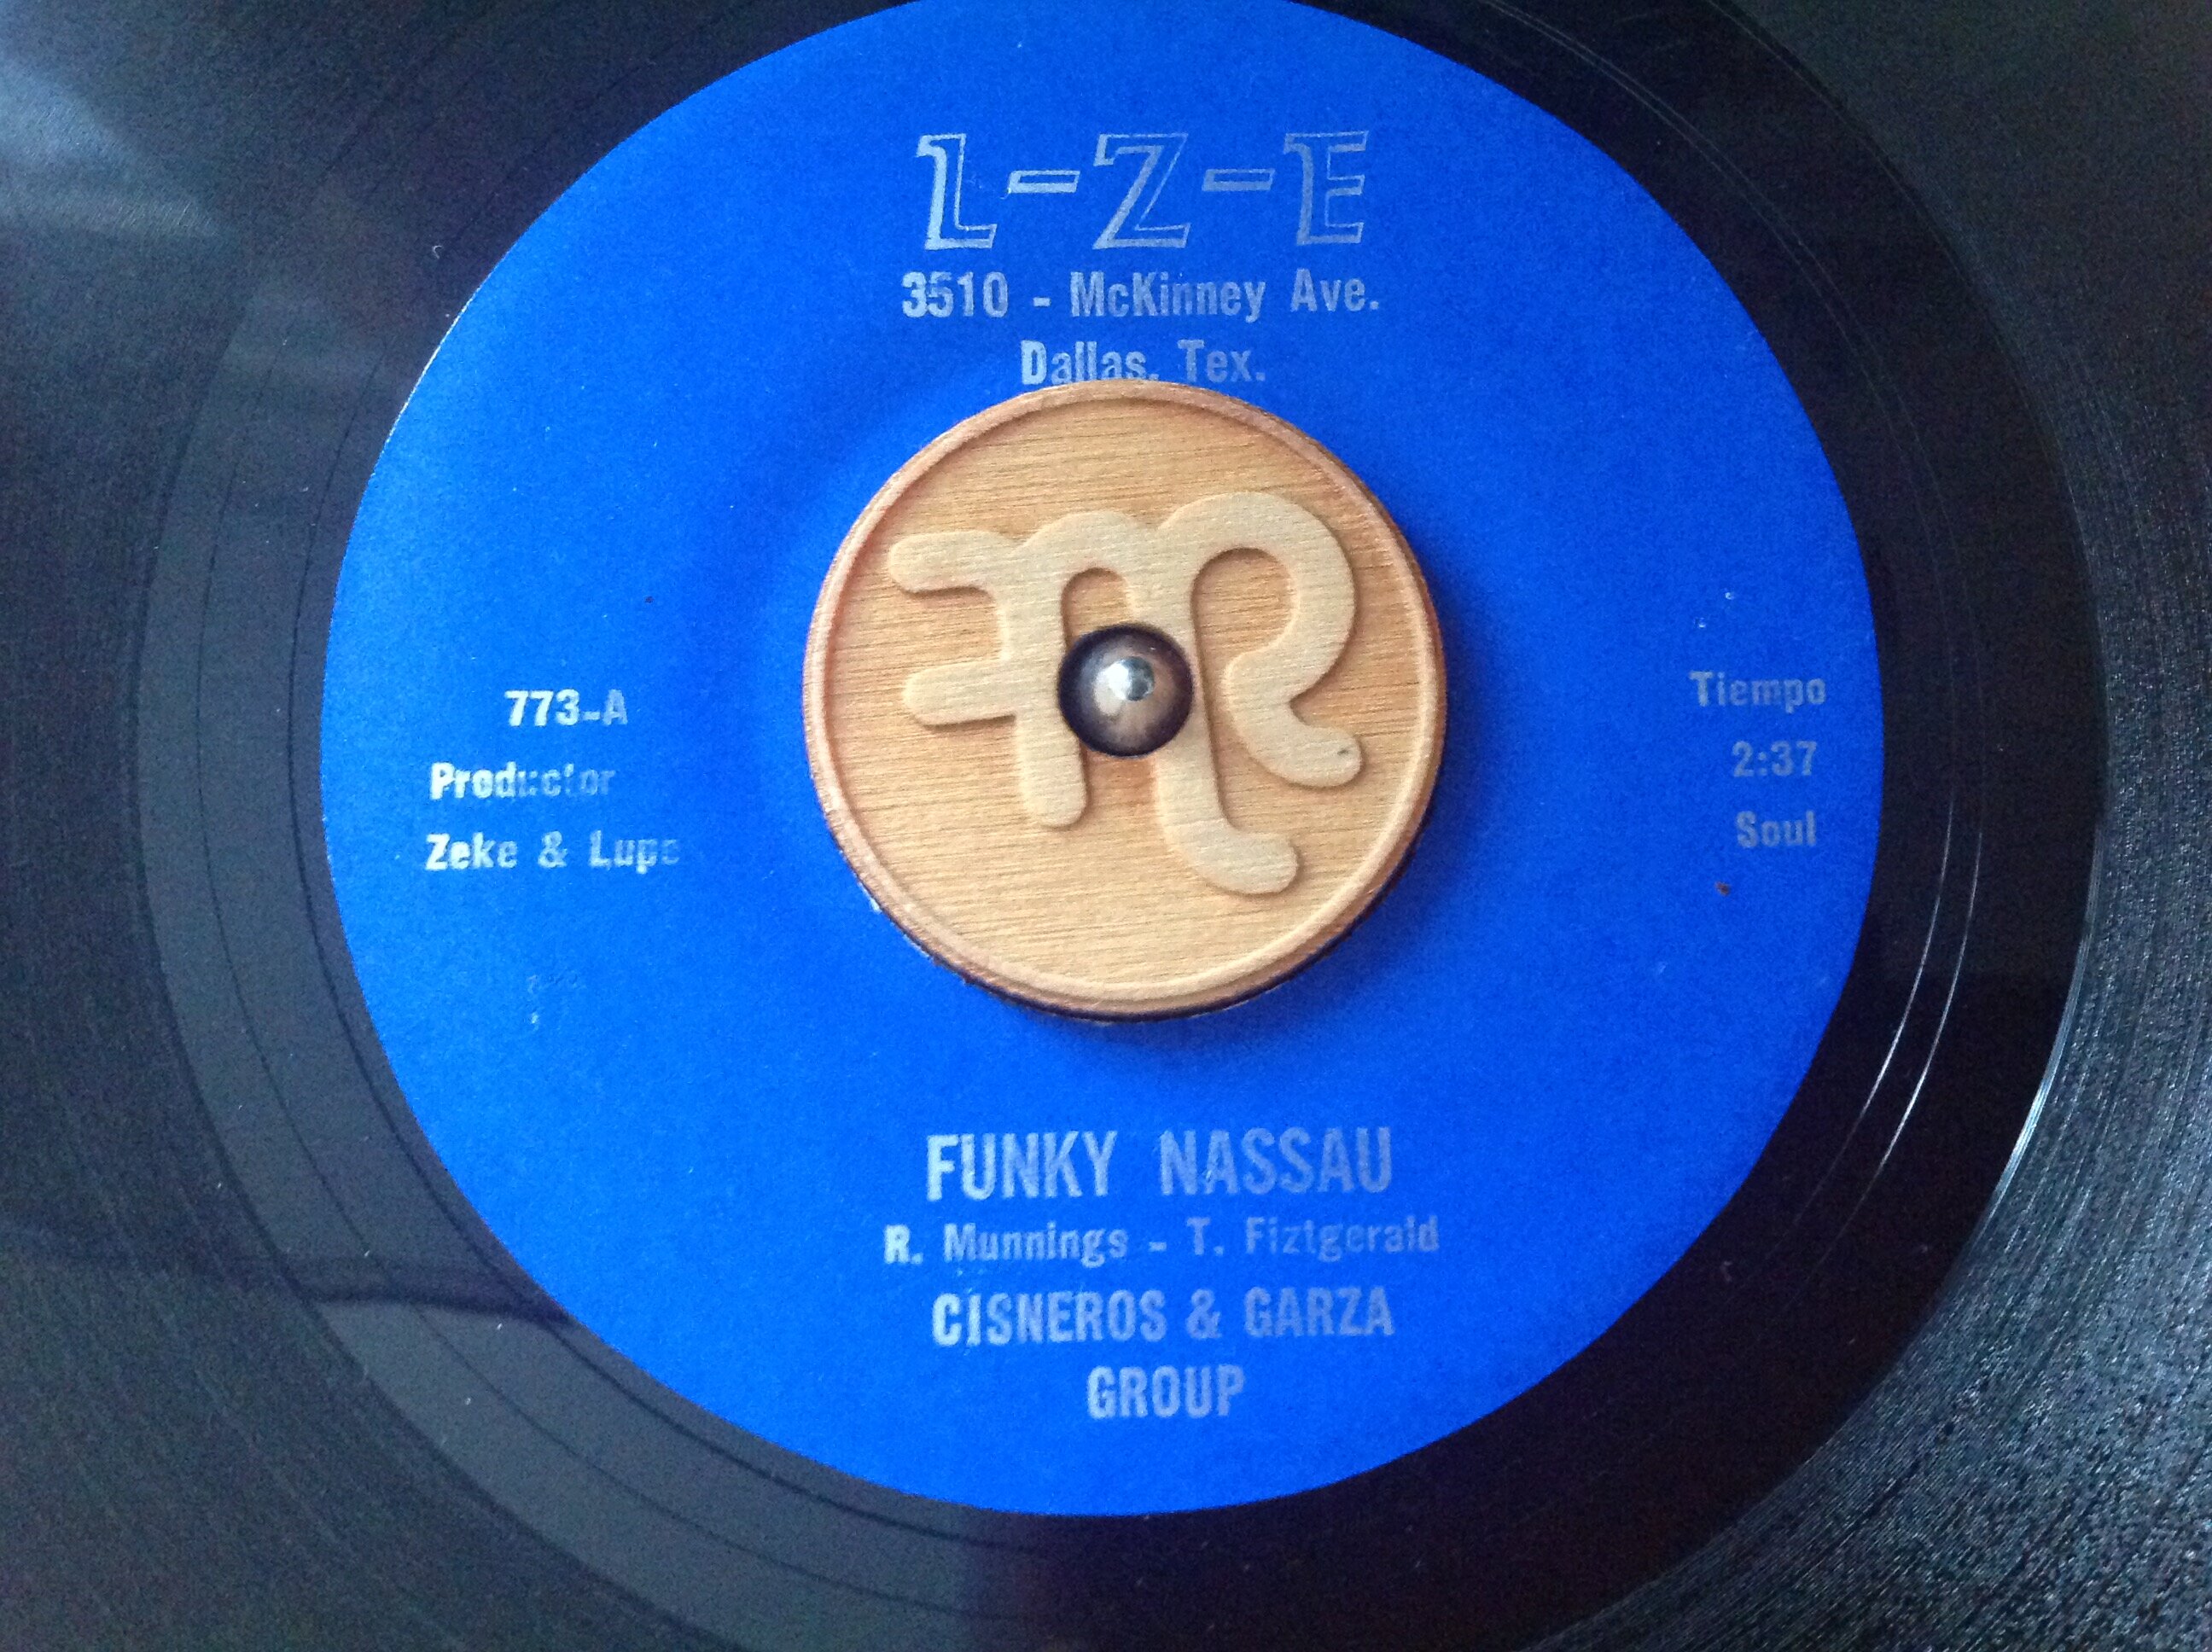 L-Z-E
3510 - McKinney Ave.
Dallas, Tex.
773-A
Productor
Zeke & Lupe
Tiempo
2:37
Soul
FUNKY NASSAU
R. Munnings - T. Fiztgerald
CISNEROS & GARZA
GROUP